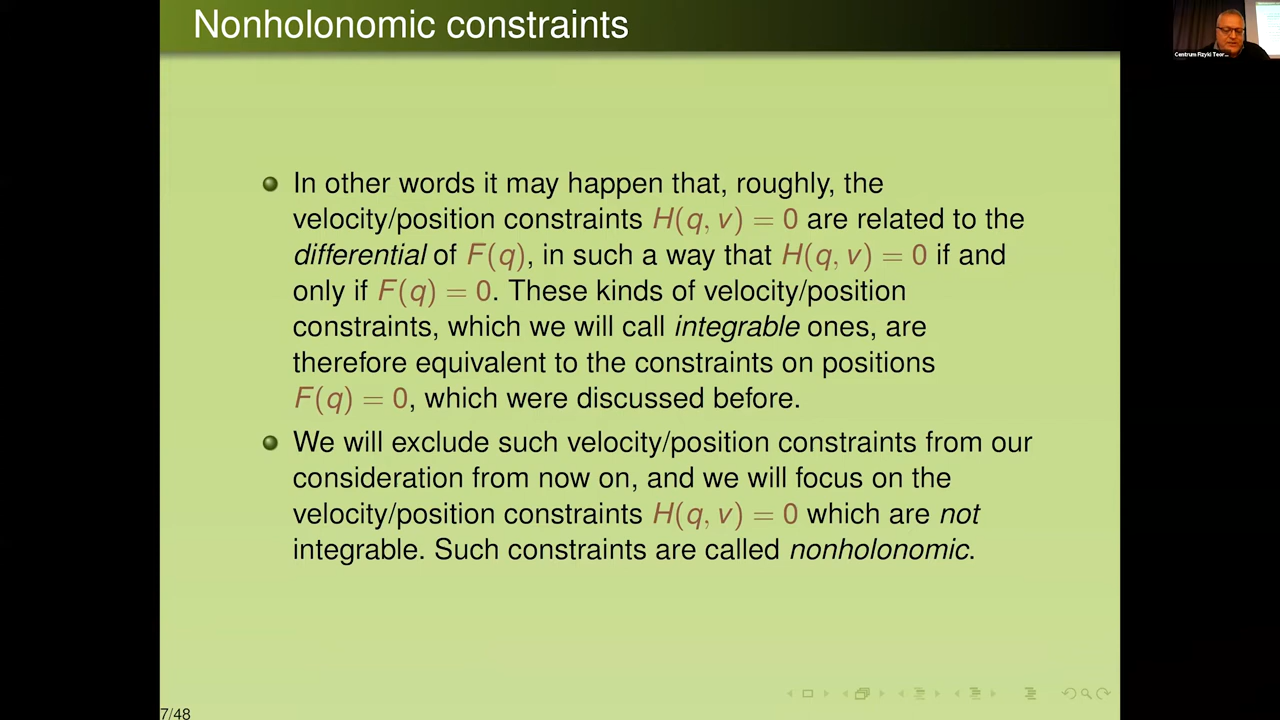 Nonholonomic constraints
Centrum Fizyki Teor...
In other words it may happen that, roughly, the
velocity/position constraints H(q, v) = 0 are related to the
differential of F(q), in such a way that H(q, v) = 0 if and
only if F(q) = 0. These kinds of velocity/position
constraints, which we will call integrable ones, are
therefore equivalent to the constraints on positions
F(q) = 0, which were discussed before.
We will exclude such velocity/position constraints from our
consideration from now on, and we will focus on the
velocity/position constraints H(q, v) = 0 which are not
integrable. Such constraints are called nonholonomic.
7/48